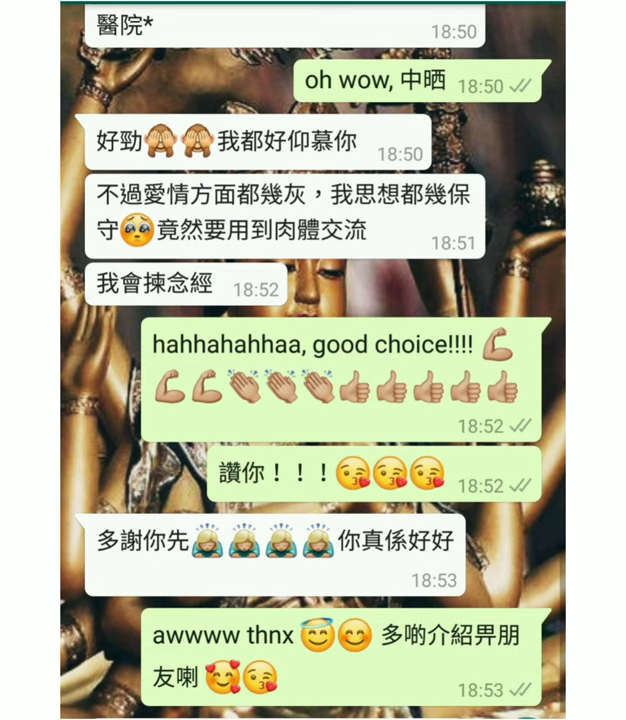 醫院*
18:50
oh wow, 中晒
18:50
好勁🙈🙈我都好仰慕你
18:50
不過愛情方面都幾灰，我思想都幾保
守🥺竟然要用到肉體交流
18:51
我會揀念經
18:52
hahhahahhaa, good choice!!!! 💪🏼
💪🏼💪🏼👏🏼👏🏼👏🏼👍🏼👍🏼👍🏼👍🏼👍🏼
18:52
讚你！！！😘😘😘
18:52
多謝你先🙇🏼‍♀️🙇🏼‍♀️🙇🏼‍♀️🙇🏼‍♀️你真係好好
18:53
awwww thnx 😇😊 多啲介紹畀朋
友喇 🥰😘
18:53